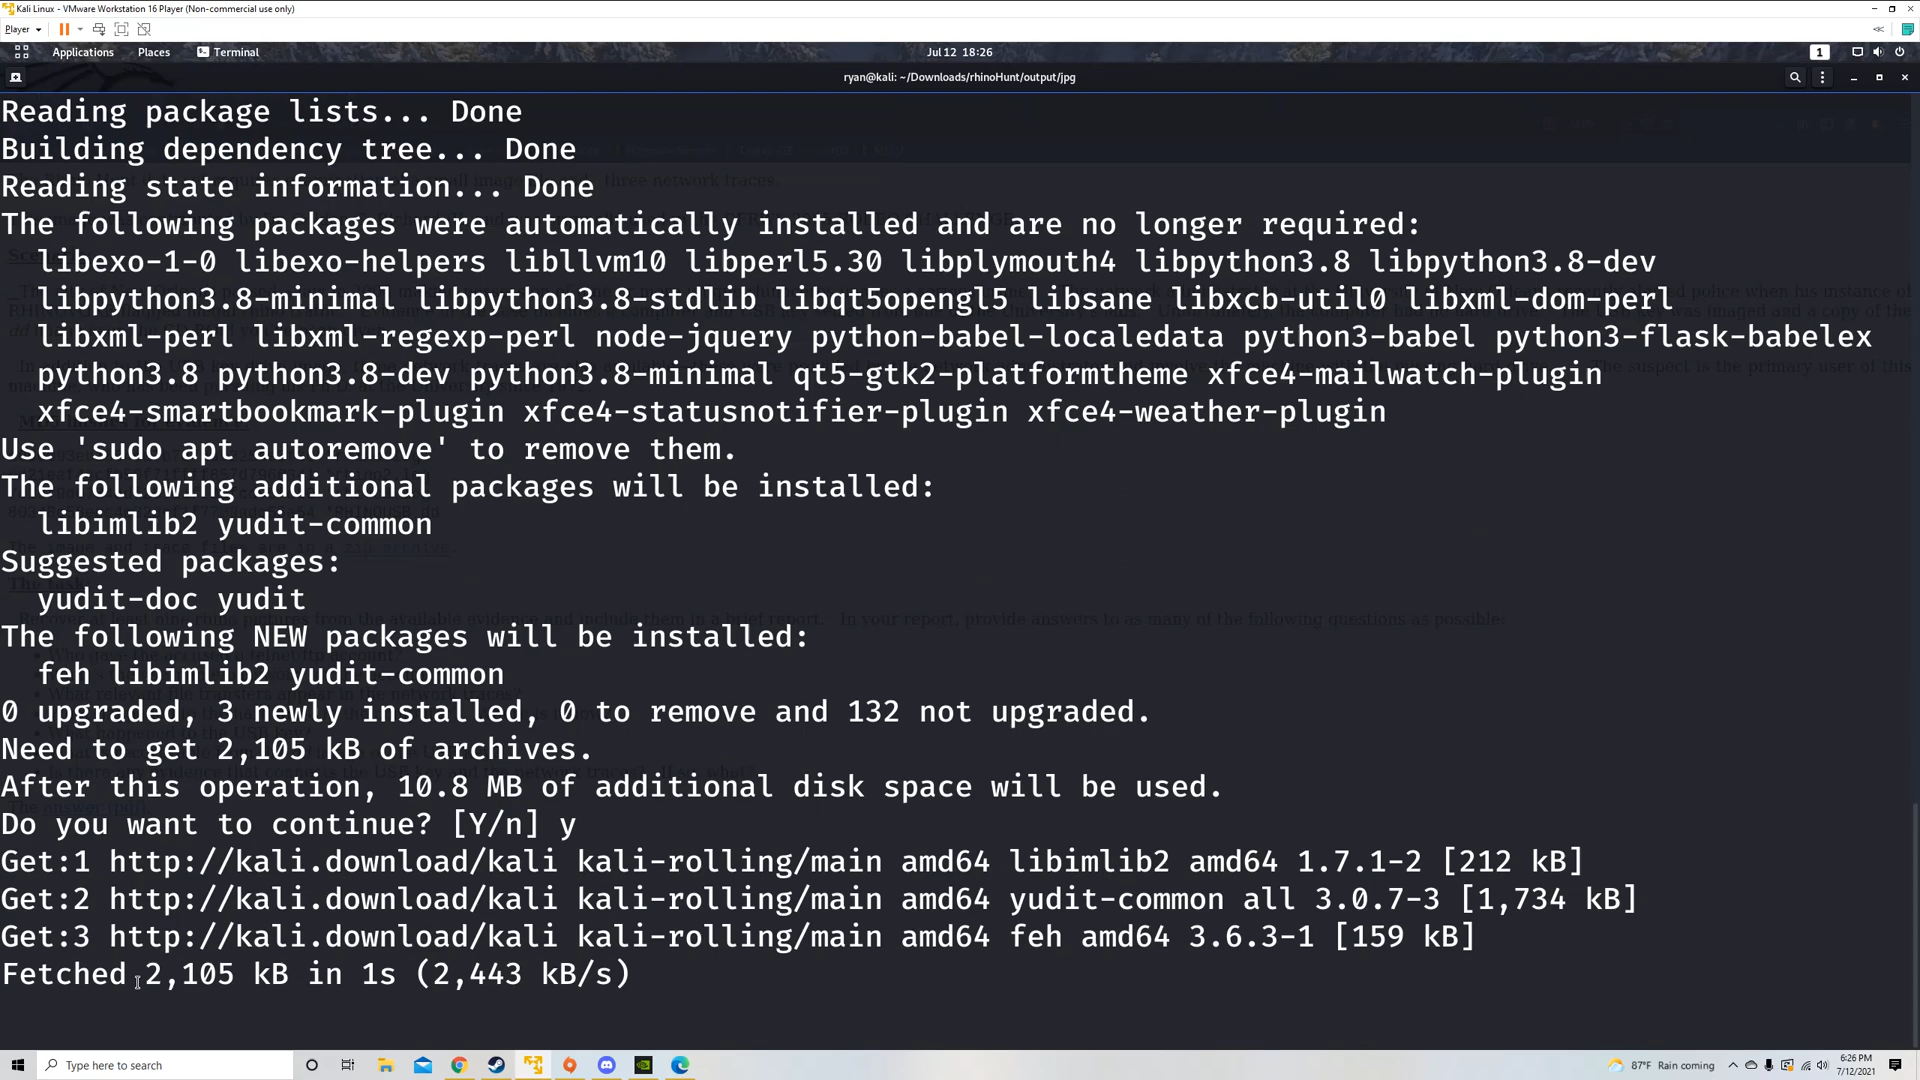 Kali Linux - VMware Workstation 16 Player (Non-commercial use only)
Player
Applications Places Terminal Jul 12 18:26 1
ryan@kali: ~/Downloads/rhinoHunt/output/jpg
Reading package lists... Done
Building dependency tree... Done
Reading state information... Done
The following packages were automatically installed and are no longer required:
libexo-1-0 libexo-helpers libllvm10 libperl5.30 libplymouth4 libpython3.8 libpython3.8-dev
libpython3.8-minimal libpython3.8-stdlib libqt5opengl5 libsane libxcb-util0 libxml-dom-perl
libxml-perl libxml-regexp-perl node-jquery python-babel-localedata python3-babel python3-flask-babelex
python3.8 python3.8-dev python3.8-minimal qt5-gtk2-platformtheme xfce4-mailwatch-plugin
xfce4-smartbookmark-plugin xfce4-statusnotifier-plugin xfce4-weather-plugin
Use 'sudo apt autoremove' to remove them.
The following additional packages will be installed:
libimlib2 yudit-common
Suggested packages:
yudit-doc yudit
The following NEW packages will be installed:
feh libimlib2 yudit-common
0 upgraded, 3 newly installed, 0 to remove and 132 not upgraded.
Need to get 2,105 kB of archives.
After this operation, 10.8 MB of additional disk space will be used.
Do you want to continue? [Y/n] y
Get:1 http://kali.download/kali kali-rolling/main amd64 libimlib2 amd64 1.7.1-2 [212 kB]
Get:2 http://kali.download/kali kali-rolling/main amd64 yudit-common all 3.0.7-3 [1,734 kB]
Get:3 http://kali.download/kali kali-rolling/main amd64 feh amd64 3.6.3-1 [159 kB]
Fetched 2,105 kB in 1s (2,443 kB/s)
Type here to search
87°F Rain coming
6:26 PM
7/12/2021